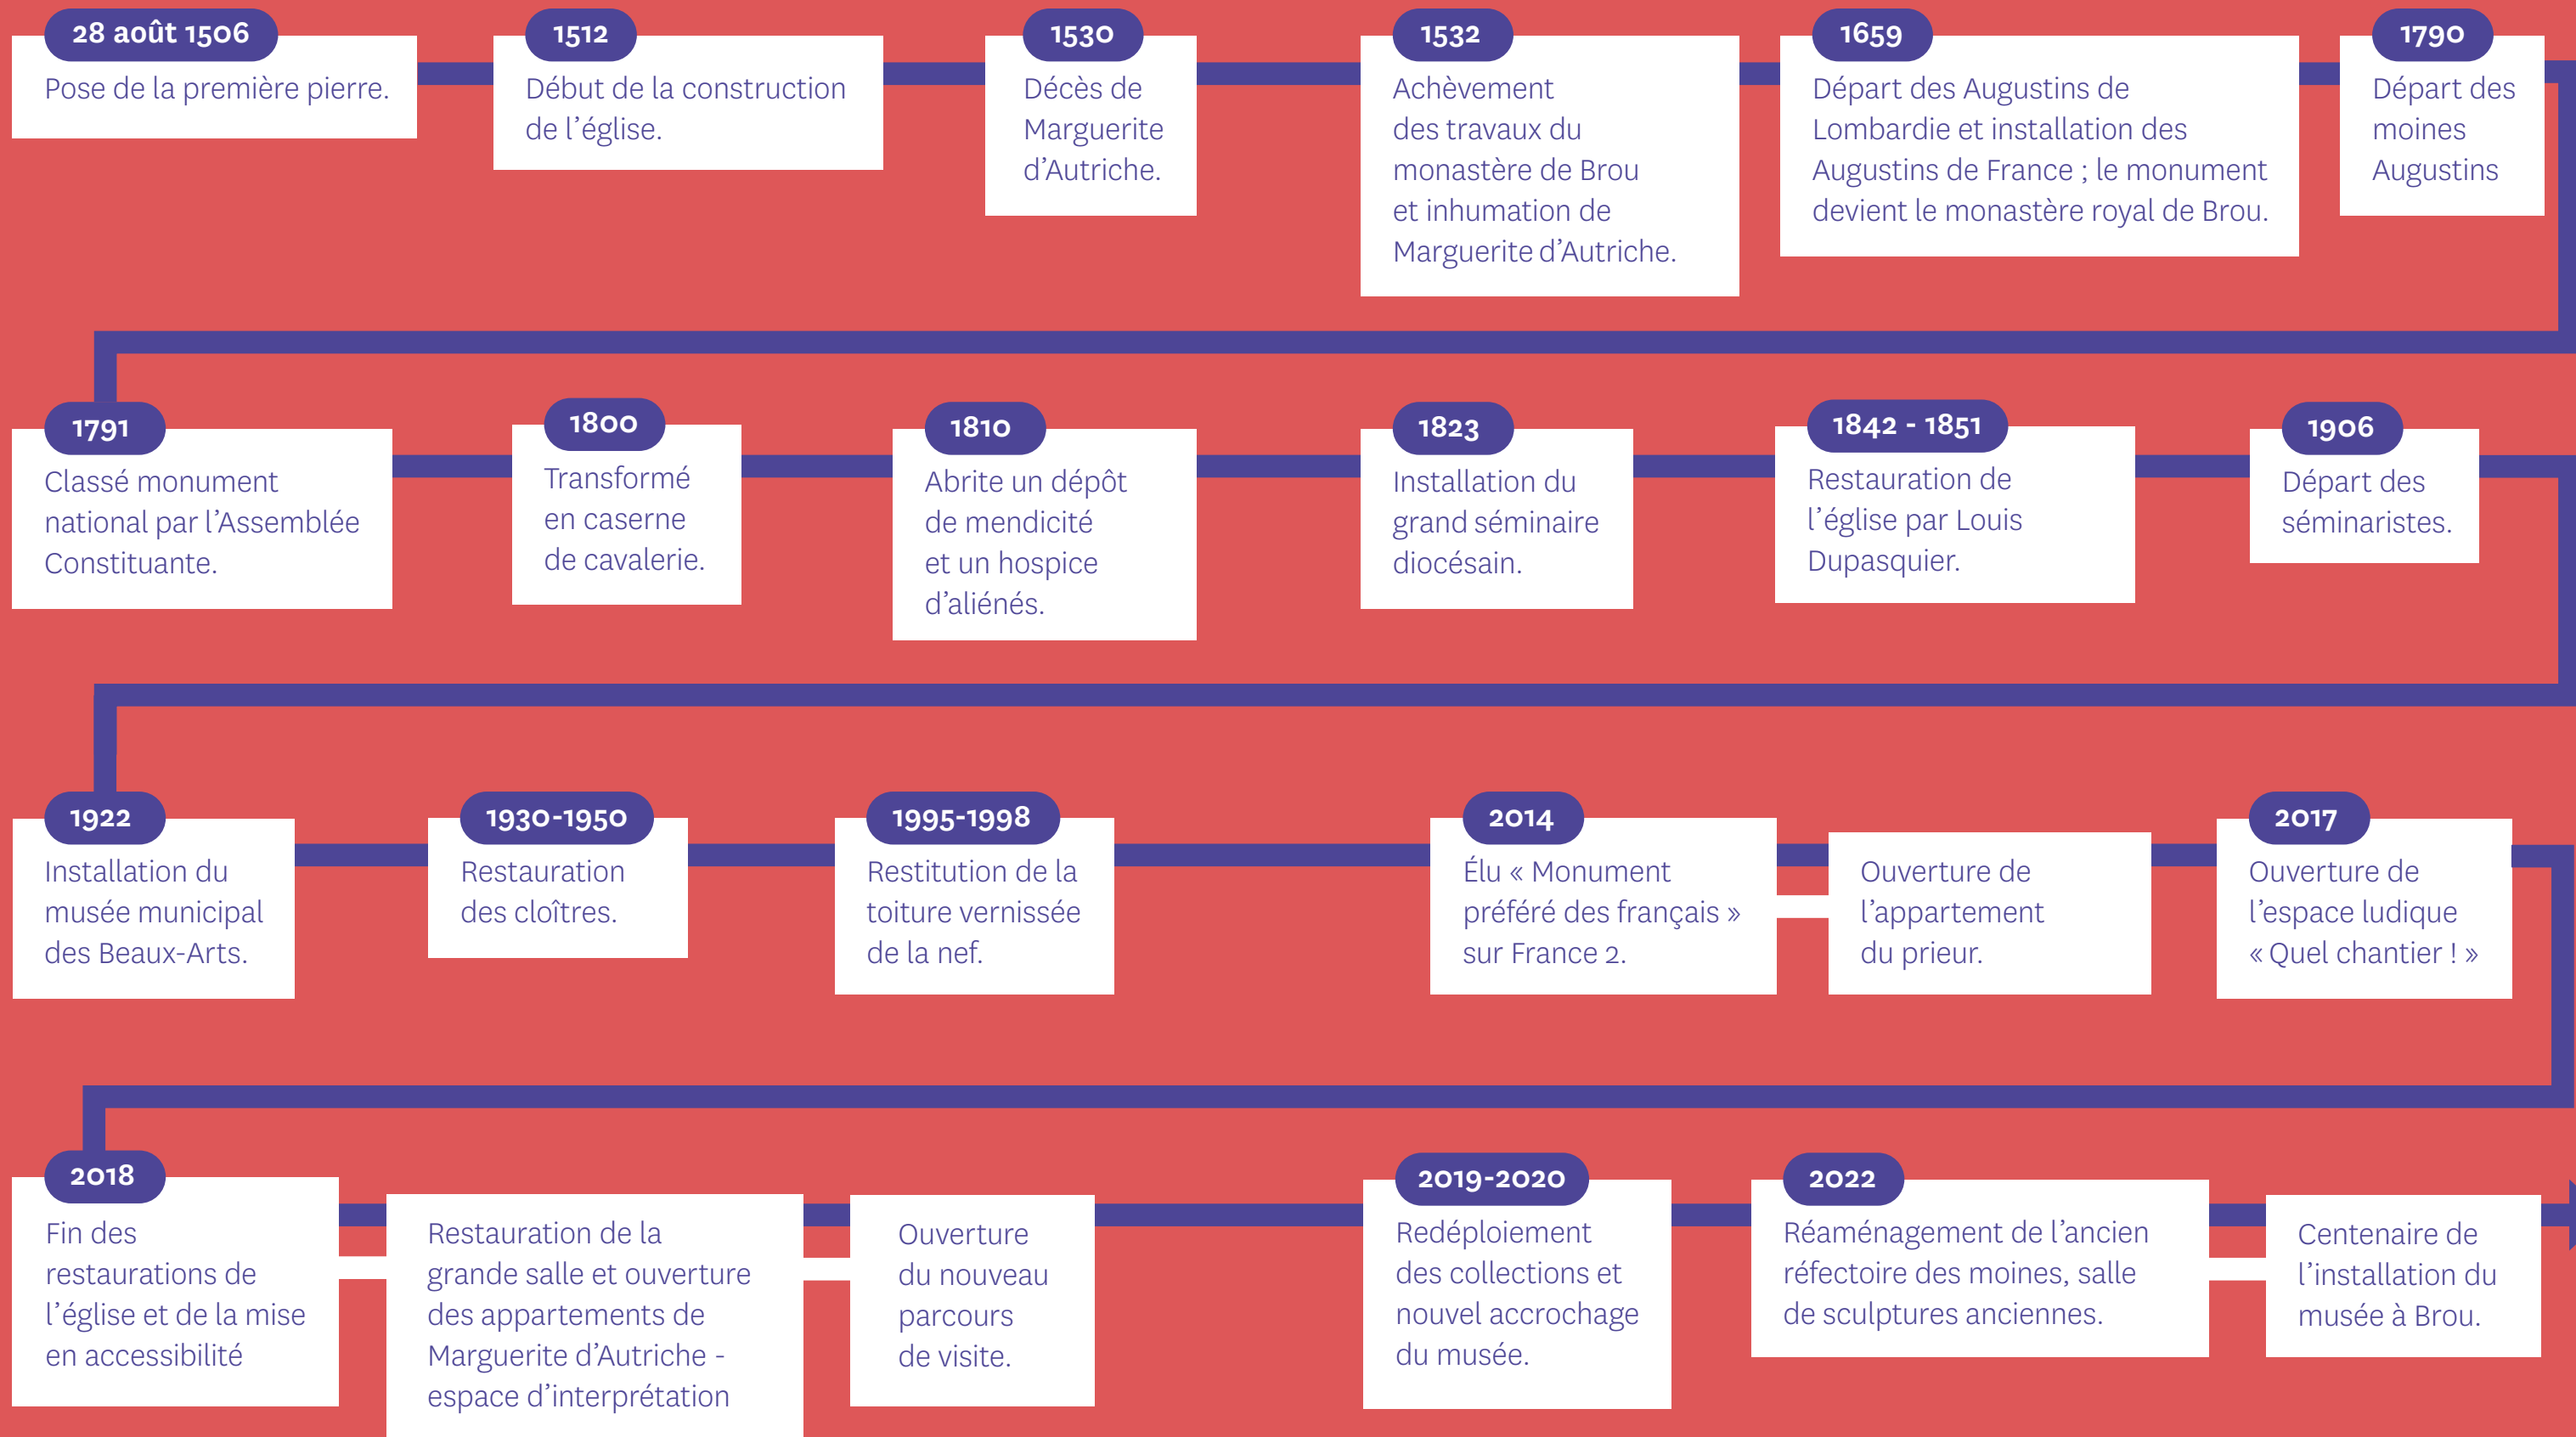 28 août 1506
Pose de la première pierre.
1512
Début de la construction
de l’église.
1530
Décès de
Marguerite
d’Autriche.
1532
Achèvement
des travaux du
monastère de Brou
et inhumation de
Marguerite d’Autriche.
1659
Départ des Augustins de
Lombardie et installation des
Augustins de France ; le monument
devient le monastère royal de Brou.
1790
Départ des
moines
Augustins
1791
Classé monument
national par l’Assemblée
Constituante.
1800
Transformé
en caserne
de cavalerie.
1810
Abrite un dépôt
de mendicité
et un hospice
d’aliénés.
1823
Installation du
grand séminaire
diocésain.
1842 - 1851
Restauration de
l’église par Louis
Dupasquier.
1906
Départ des
séminaristes.
1922
Installation du
musée municipal
des Beaux-Arts.
1930-1950
Restauration
des cloîtres.
1995-1998
Restitution de la
toiture vernissée
de la nef.
2014
Élu « Monument
préféré des français »
sur France 2.
Ouverture de
l’appartement
du prieur.
2017
Ouverture de
l’espace ludique
« Quel chantier ! »
2018
Fin des
restaurations de
l’église et de la mise
en accessibilité
Restauration de la
grande salle et ouverture
des appartements de
Marguerite d’Autriche -
espace d’interprétation
Ouverture
du nouveau
parcours
de visite.
2019-2020
Redéploiement
des collections et
nouvel accrochage
du musée.
2022
Réaménagement de l’ancien
réfectoire des moines, salle
de sculptures anciennes.
Centenaire de
l’installation du
musée à Brou.